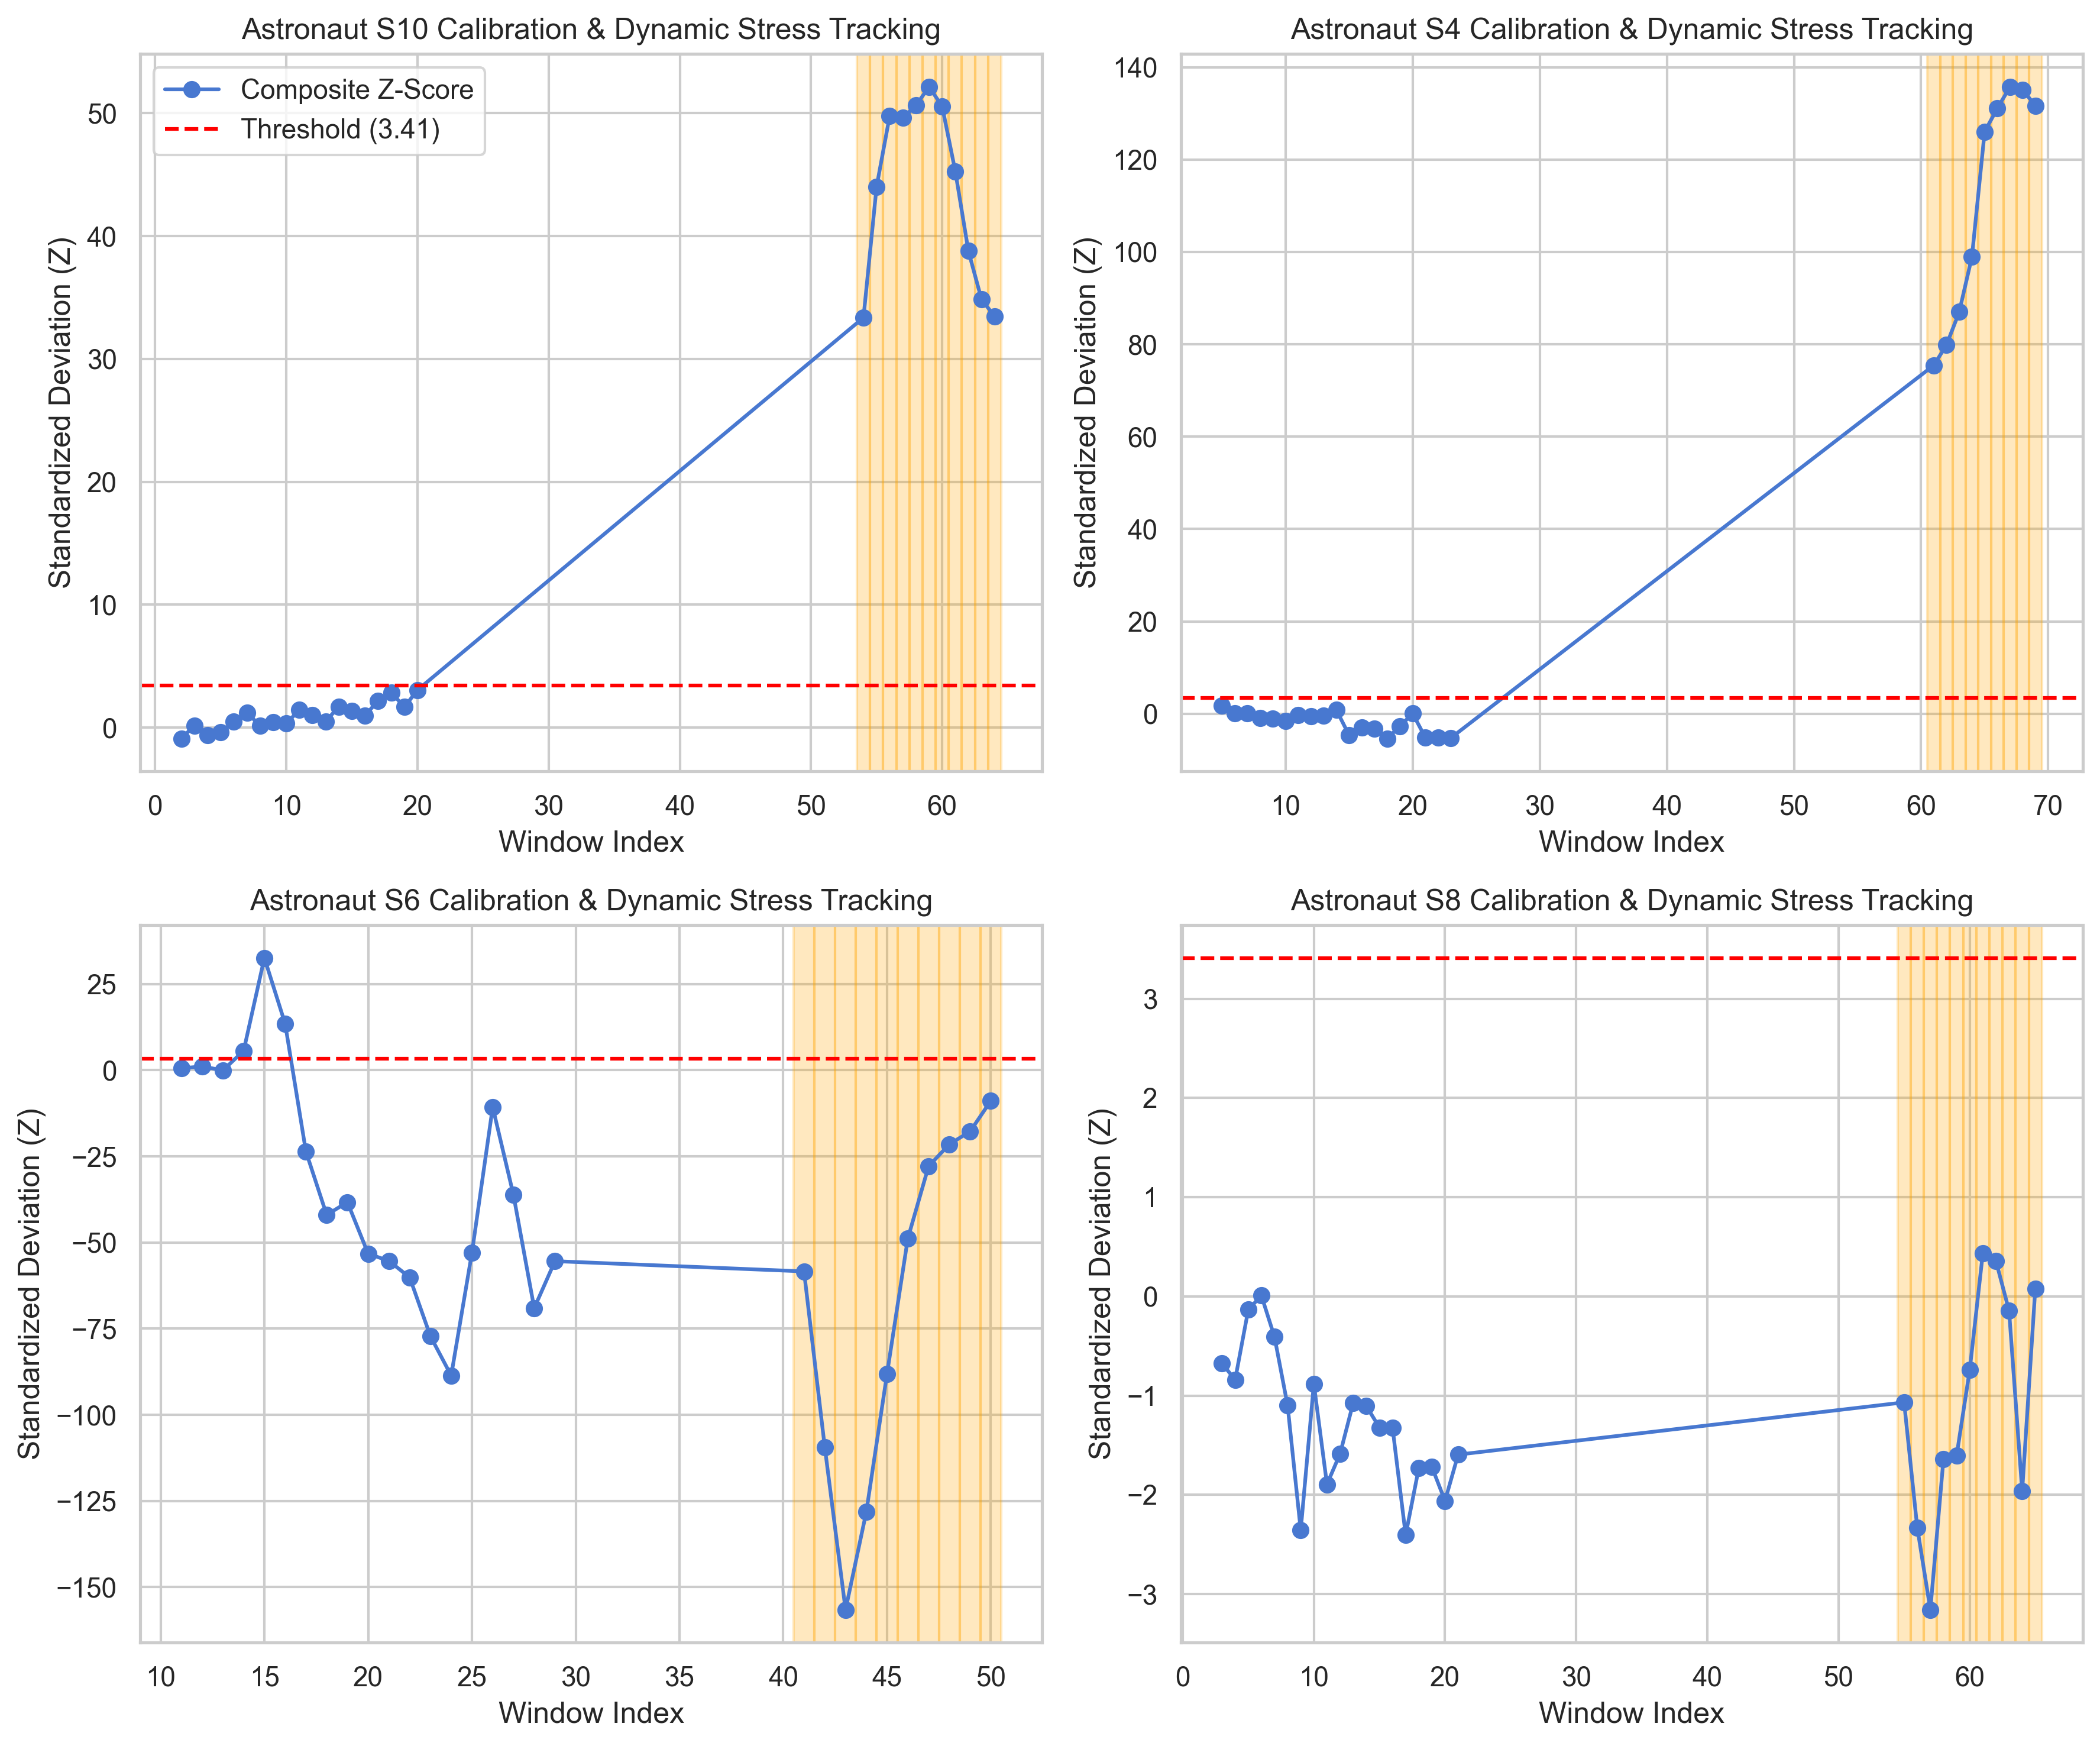 Astronaut S10 Calibration & Dynamic Stress Tracking
Composite Z-Score
Threshold (3.41)
Standardized Deviation (Z)
50
40
30
20
10
0
0 10 20 30 40 50 60
Window Index
Astronaut S4 Calibration & Dynamic Stress Tracking
Standardized Deviation (Z)
140
120
100
80
60
40
20
0
10 20 30 40 50 60 70
Window Index
Astronaut S6 Calibration & Dynamic Stress Tracking
Standardized Deviation (Z)
25
0
−25
−50
−75
−100
−125
−150
10 15 20 25 30 35 40 45 50
Window Index
Astronaut S8 Calibration & Dynamic Stress Tracking
Standardized Deviation (Z)
3
2
1
0
−1
−2
−3
0 10 20 30 40 50 60
Window Index